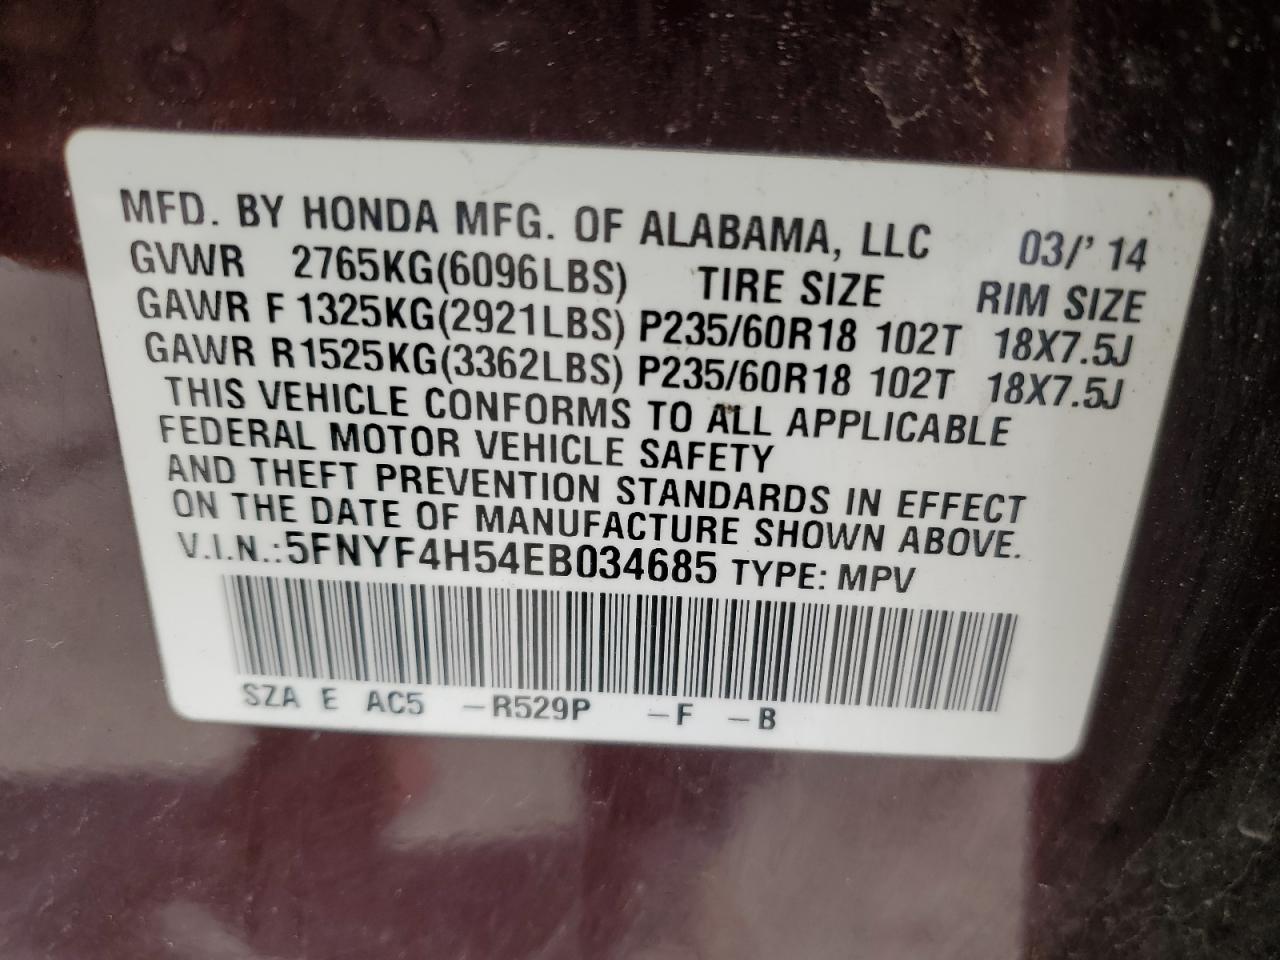 MFD. BY HONDA MFG. OF ALABAMA, LLC 03/' 14
GVWR 2765KG(6096LBS) TIRE SIZE RIM SIZE
GAWR F 1325KG(2921LBS) P235/60R18 102T 18X7.5J
GAWR R1525KG(3362LBS) P235/60R18 102T 18X7.5J
THIS VEHICLE CONFORMS TO ALL APPLICABLE
FEDERAL MOTOR VEHICLE SAFETY
AND THEFT PREVENTION STANDARDS IN EFFECT
ON THE DATE OF MANUFACTURE SHOWN ABOVE.
V.I.N.:5FNYF4H54EB034685 TYPE: MPV
SZA E AC5 -R529P -F -B